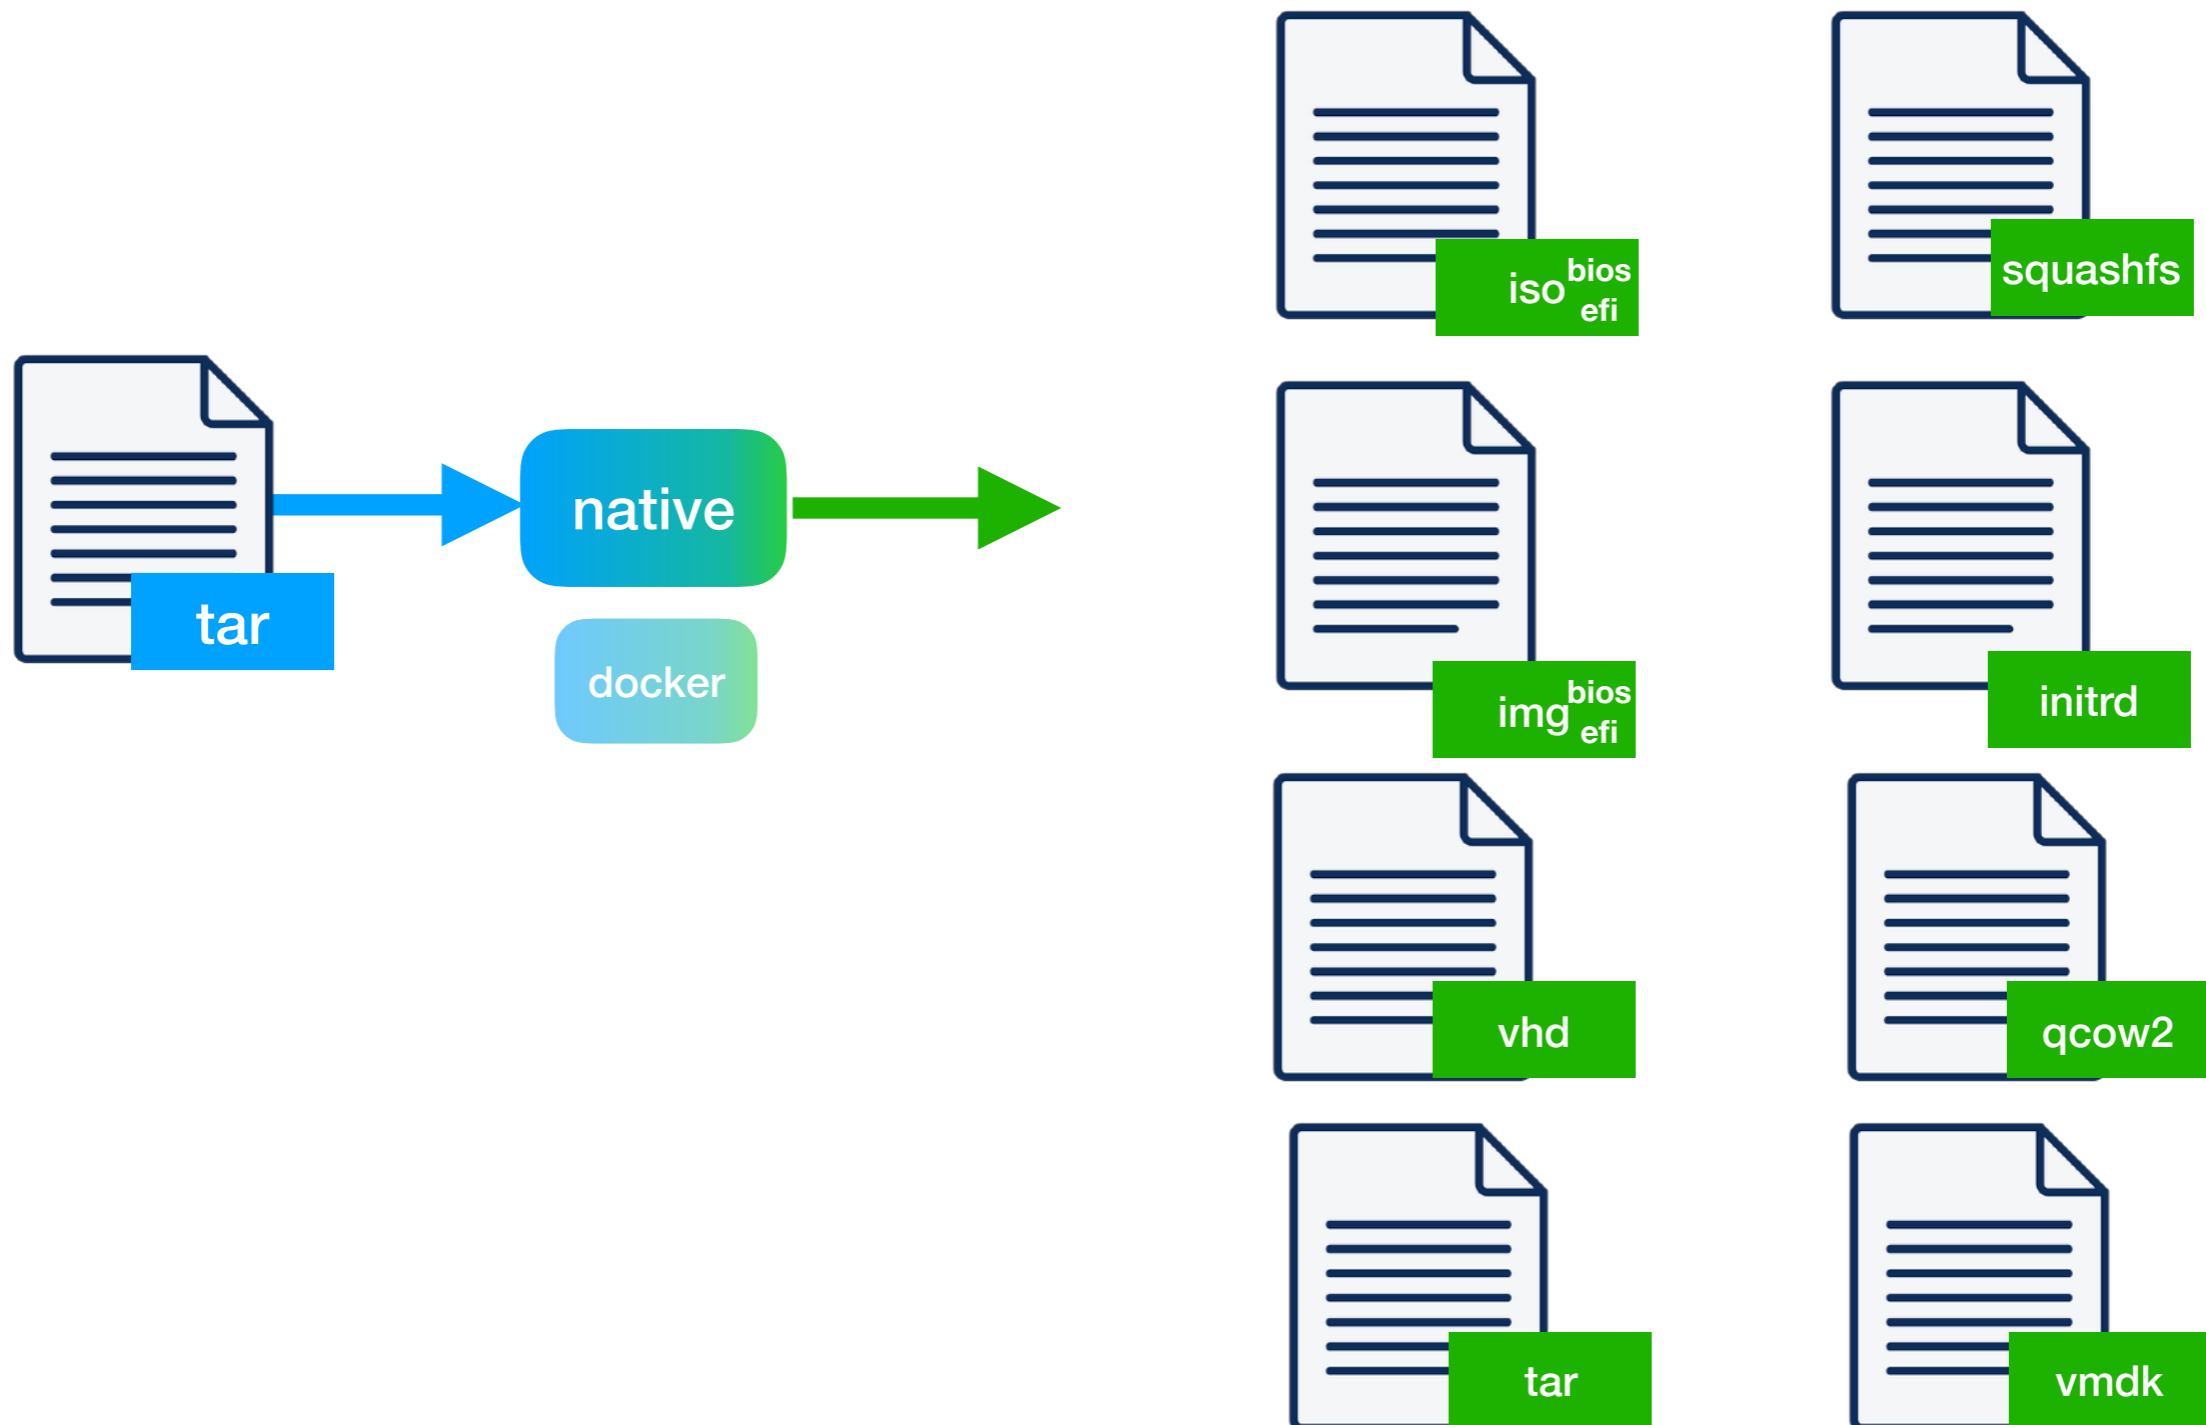 tar
native
docker
iso bios
efi
squashfs
img bios
efi
initrd
vhd
qcow2
tar
vmdk